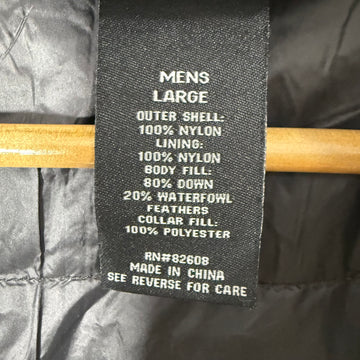 MENS
LARGE
OUTER SHELL:
100% NYLON
LINING:
100% NYLON
BODY FILL:
80% DOWN
20% WATERFOWL
FEATHERS
COLLAR FILL:
100% POLYESTER
RN#82608
MADE IN CHINA
SEE REVERSE FOR CARE